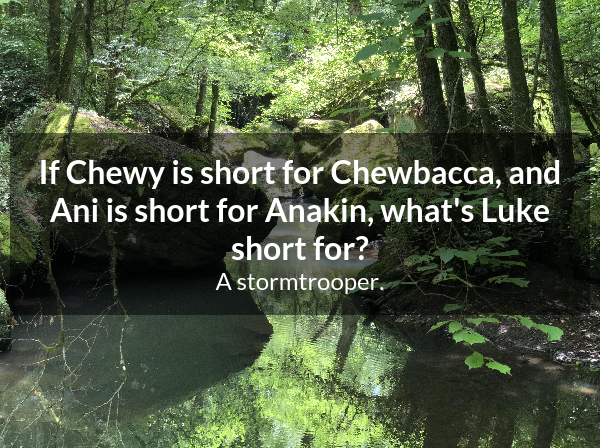 If Chewy is short for Chewbacca, and
Ani is short for Anakin, what's Luke
short for?
A stormtrooper.